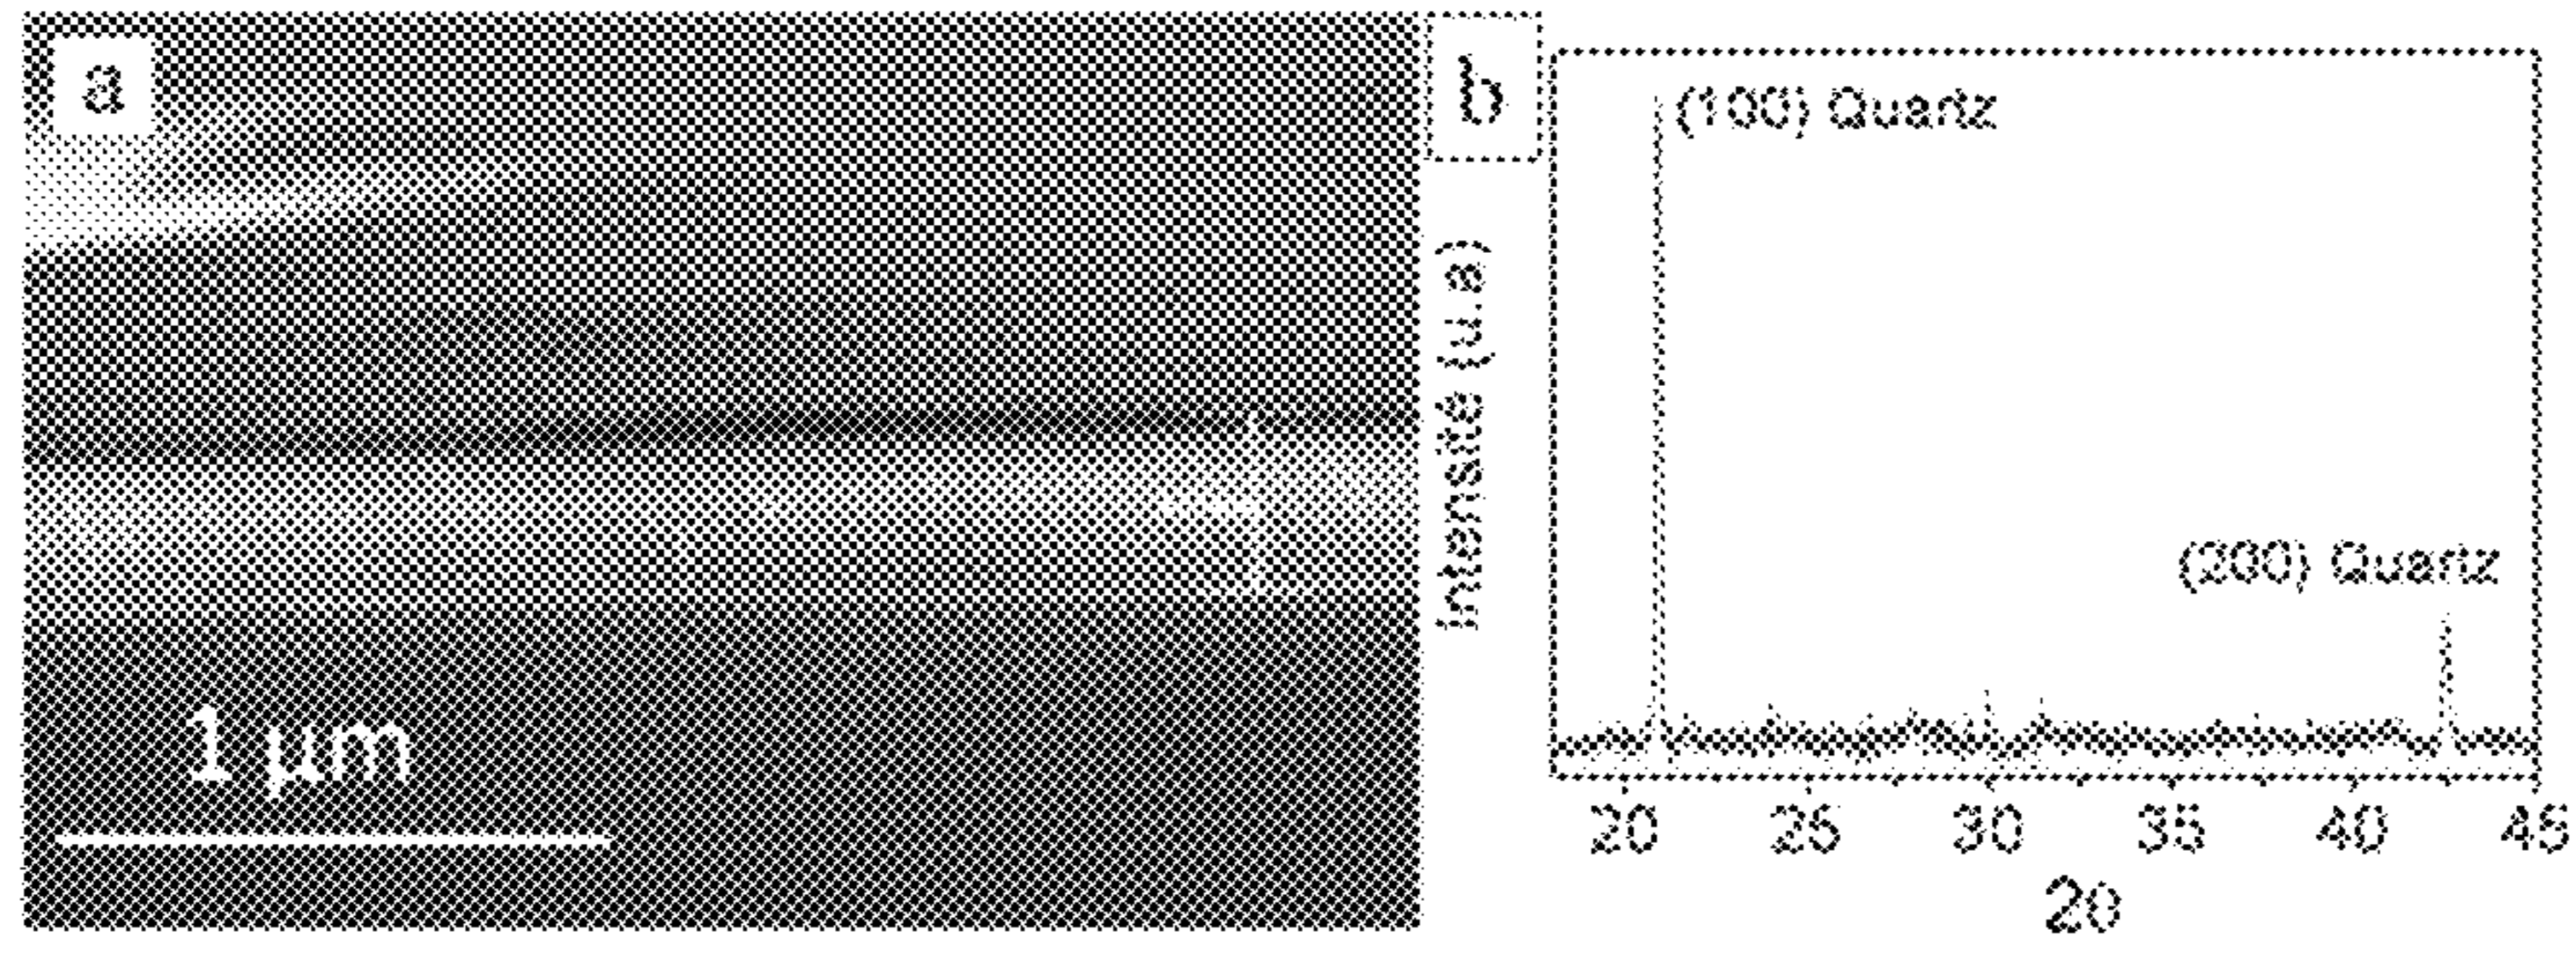 a
1 µm
b
Intensité (u.a)
(100) Quartz
(200) Quartz
20 25 30 35 40 45
2θ